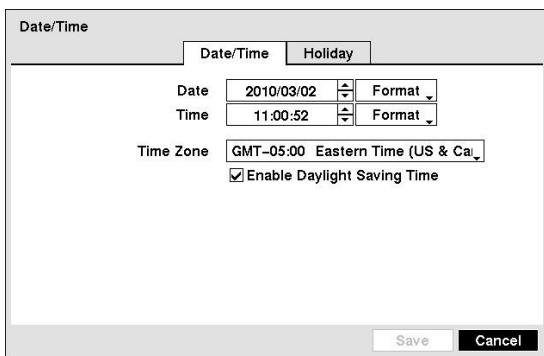 Date/Time
Date/Time Holiday
Date 2010/03/02 Format
Time 11:00:52 Format
Time Zone GMT-05:00 Eastern Time (US & Ca
Enable Daylight Saving Time
Save Cancel